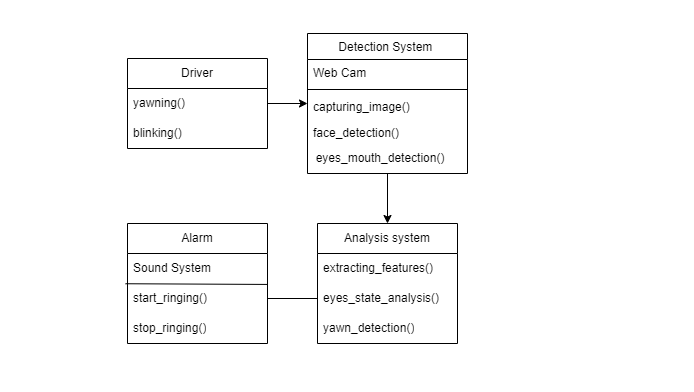 Driver
yawning()
blinking()
Detection System
Web Cam
capturing_image()
face_detection()
eyes_mouth_detection()
Alarm
Sound System
start_ringing()
stop_ringing()
Analysis system
extracting_features()
eyes_state_analysis()
yawn_detection()